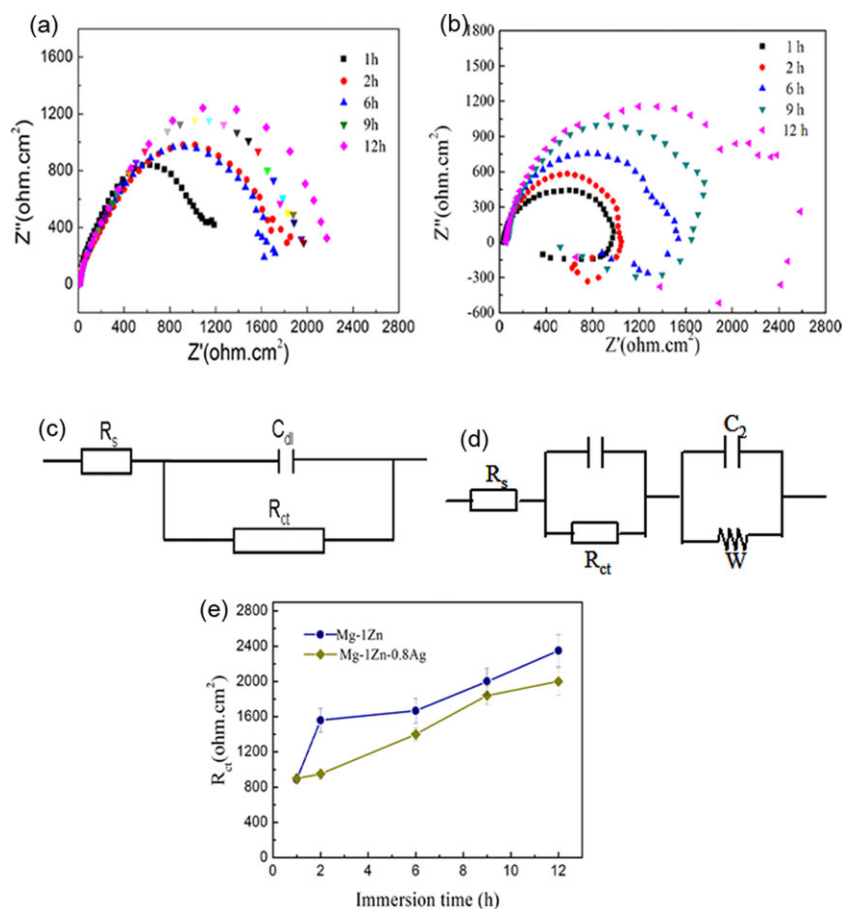 (a)
1600
1200
800
400
0
0 400 800 1200 1600 2000 2400 2800
Z"(ohm.cm²)
Z'(ohm.cm²)
1h
2h
6h
9h
12h
(b)
1800
1500
1200
900
600
300
0
-300
-600
400 800 1200 1600 2000 2400 2800
Z"(ohm.cm²)
Z'(ohm.cm²)
1 h
2 h
6 h
9 h
12 h
(c)
Rs
Cdl
Rct
(d)
Rs
Rct
C2
W
(e)
2800
2400
2000
1600
1200
800
400
0
0 2 4 6 8 10 12
Rct(ohm.cm²)
Immersion time (h)
Mg-1Zn
Mg-1Zn-0.8Ag